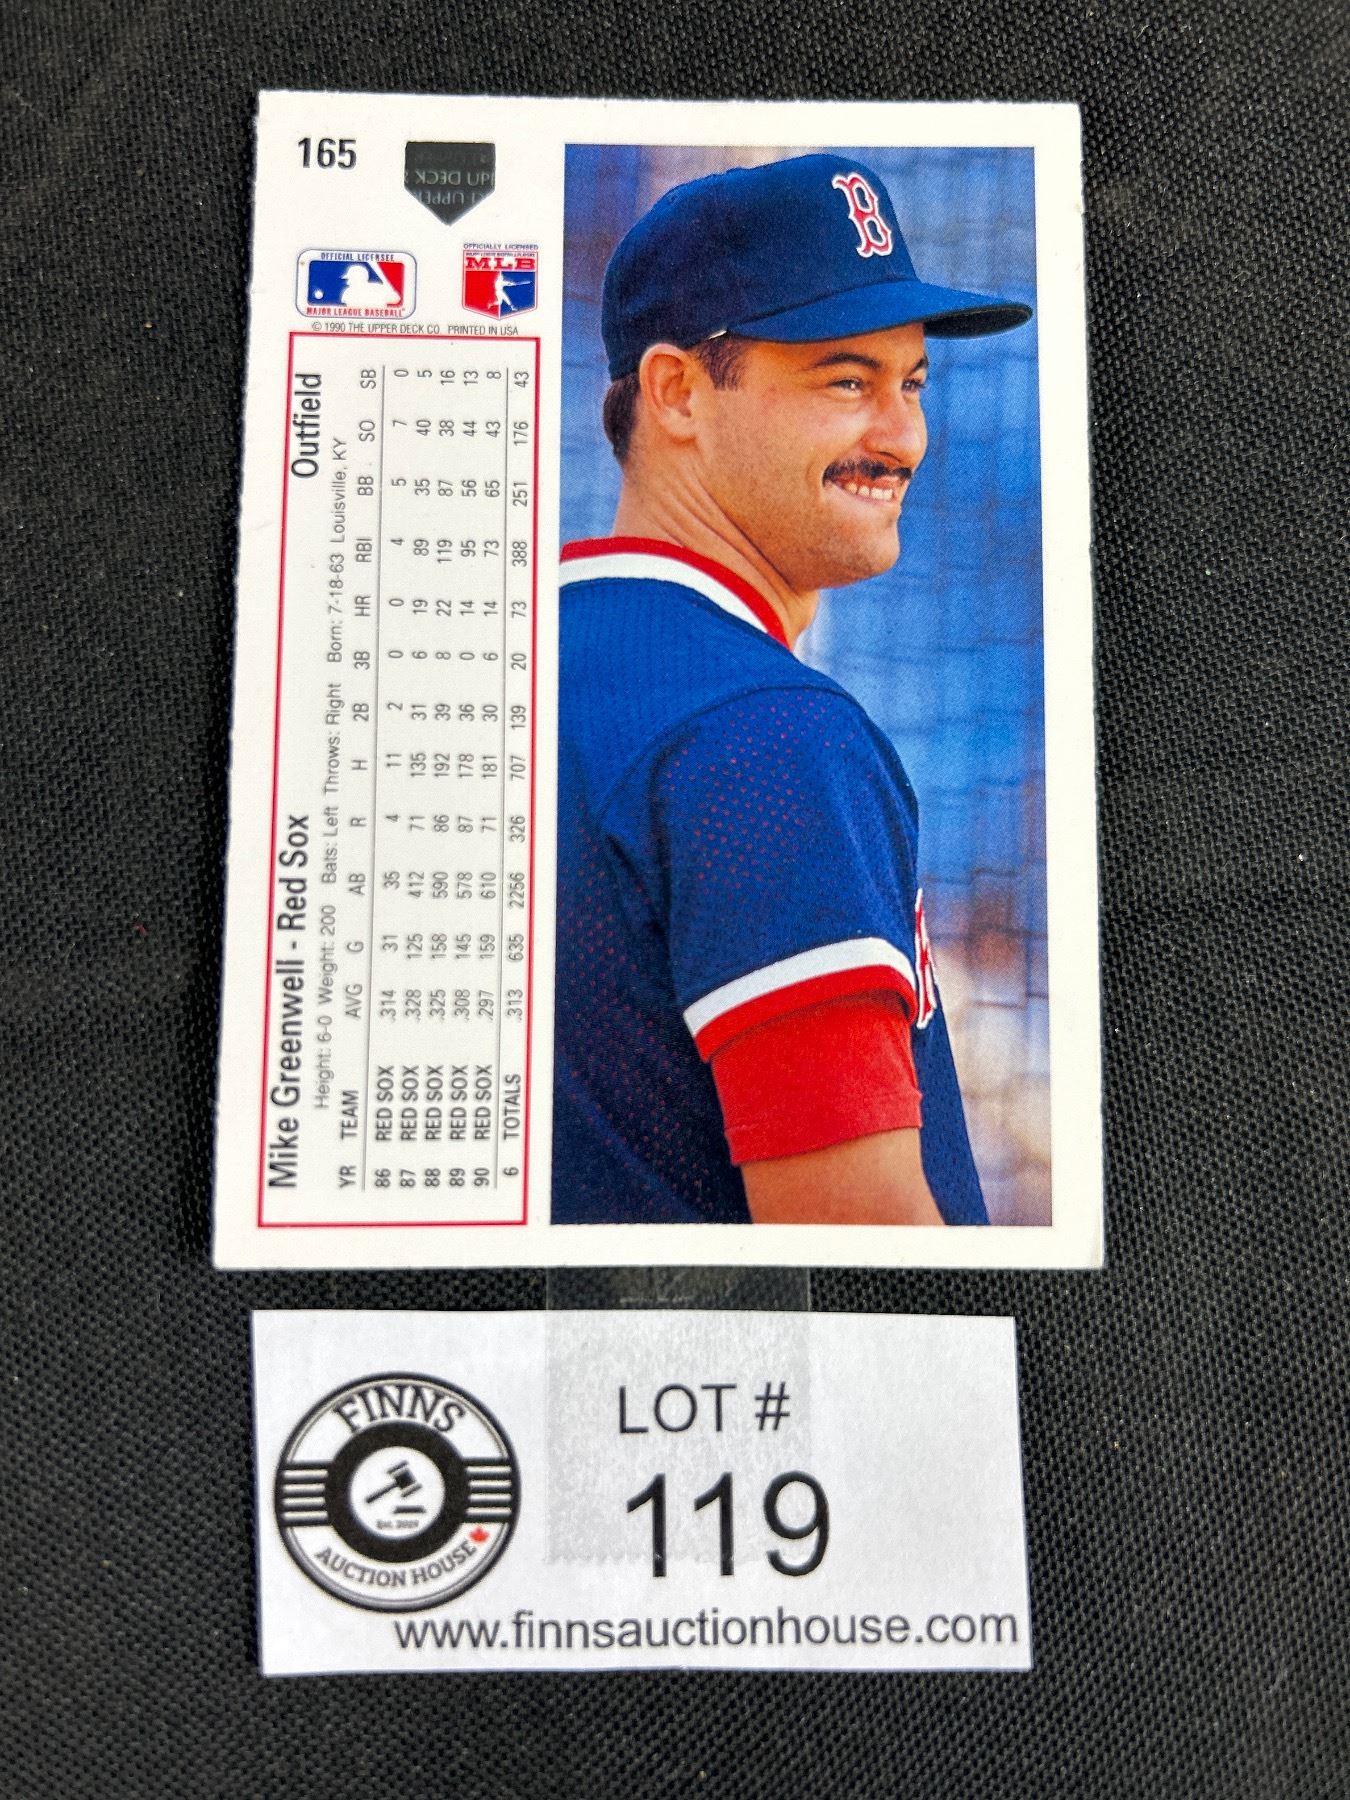 165
OFFICIAL LICENSEE
MAJOR LEAGUE BASEBALL
OFFICIALLY LICENSED
MAJOR LEAGUE BASEBALL PLAYERS
MLB
© 1990 THE UPPER DECK CO. PRINTED IN USA
Mike Greenwell - Red Sox Outfield
Height: 6-0 Weight: 200 Bats: Left Throws: Right Born: 7-18-63 Louisville, KY
YR TEAM AVG G AB R H 2B 3B HR RBI BB SO SB
86 RED SOX .314 31 35 4 11 2 0 0 4 5 7 0
87 RED SOX .328 125 412 71 135 31 6 19 89 35 40 5
88 RED SOX .325 158 590 86 192 39 8 22 119 87 38 16
89 RED SOX .308 145 578 87 178 36 0 14 95 56 44 13
90 RED SOX .297 159 610 71 181 30 6 14 73 65 43 8
6 TOTALS .313 635 2256 326 707 139 20 73 388 251 176 43
B
FINNS
EST. 2019
AUCTION HOUSE
LOT #
119
www.finnsauctionhouse.com